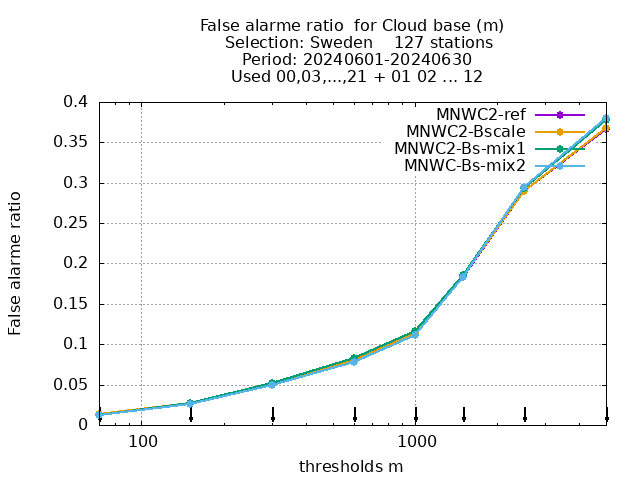 False alarme ratio  for Cloud base (m)
Selection: Sweden    127 stations
Period: 20240601-20240630
Used 00,03,...,21 + 01 02 ... 12
MNWC2-ref
MNWC2-Bscale
MNWC2-Bs-mix1
MNWC-Bs-mix2
False alarme ratio
0.4
0.35
0.3
0.25
0.2
0.15
0.1
0.05
0
100
1000
thresholds m